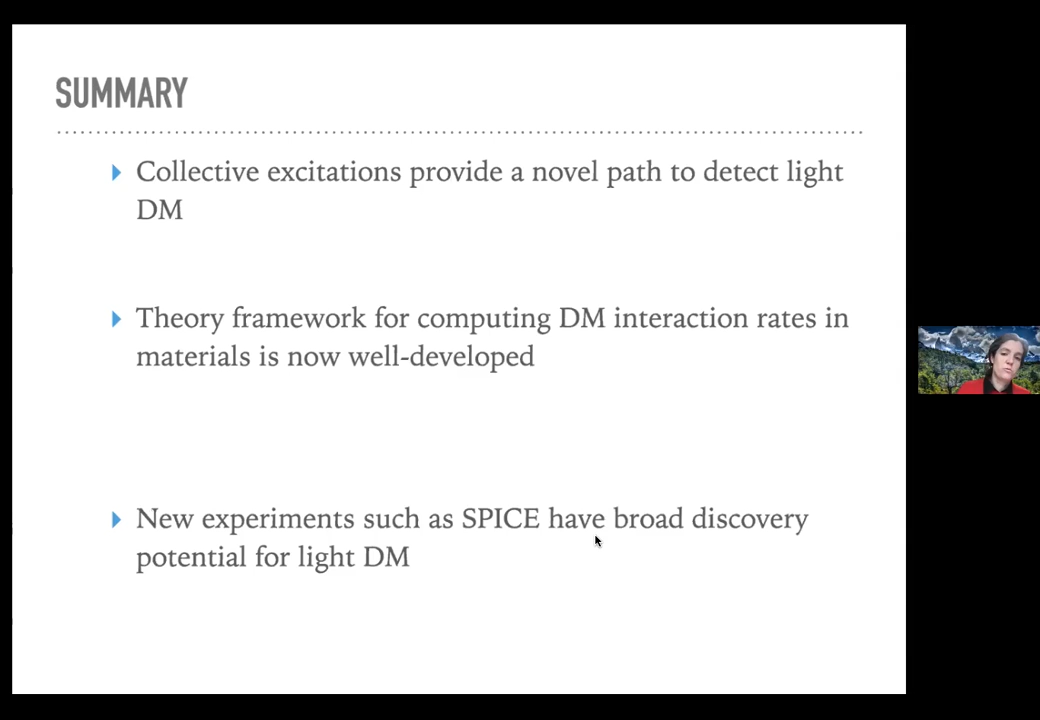 SUMMARY
Collective excitations provide a novel path to detect light
DM
Theory framework for computing DM interaction rates in
materials is now well-developed
New experiments such as SPICE have broad discovery
potential for light DM